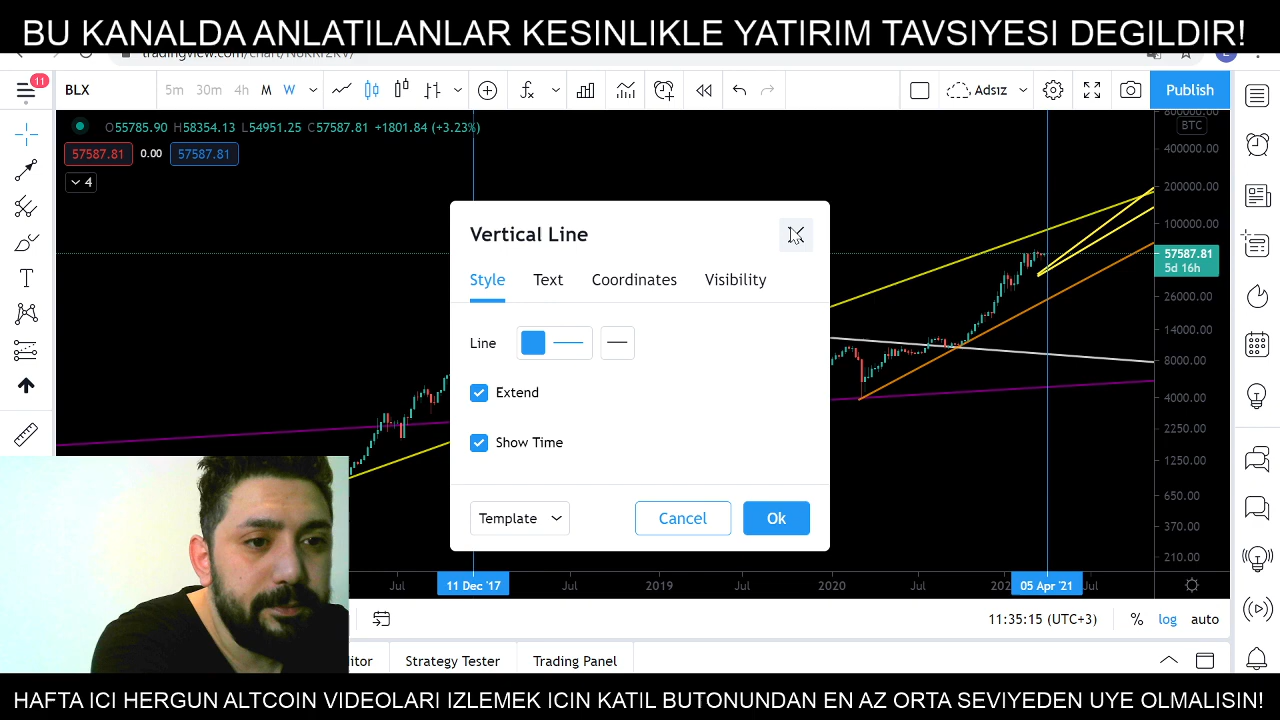 BU KANALDA ANLATILANLAR KESINLIKLE YATIRIM TAVSIYESI DEGILDIR!
11
BLX
5m 30m 4h M W
Adsız
Publish
O55785.90 H58354.13 L54951.25 C57587.81 +1801.84 (+3.23%)
57587.81 0.00 57587.81
4
BTC
800000.00
400000.00
200000.00
100000.00
57587.81
5d 16h
26000.00
14000.00
8000.00
4000.00
2250.00
1250.00
650.00
370.00
210.00
Vertical Line
Style Text Coordinates Visibility
Line
Extend
Show Time
Template Cancel Ok
Jul 11 Dec '17 Jul 2019 Jul 2020 Jul 05 Apr '21 Jul
11:35:15 (UTC+3) % log auto
Strategy Tester Trading Panel
HAFTA ICI HERGUN ALTCOIN VIDEOLARI IZLEMEK ICIN KATIL BUTONUNDAN EN AZ ORTA SEVIYEDEN UYE OLMALISIN!